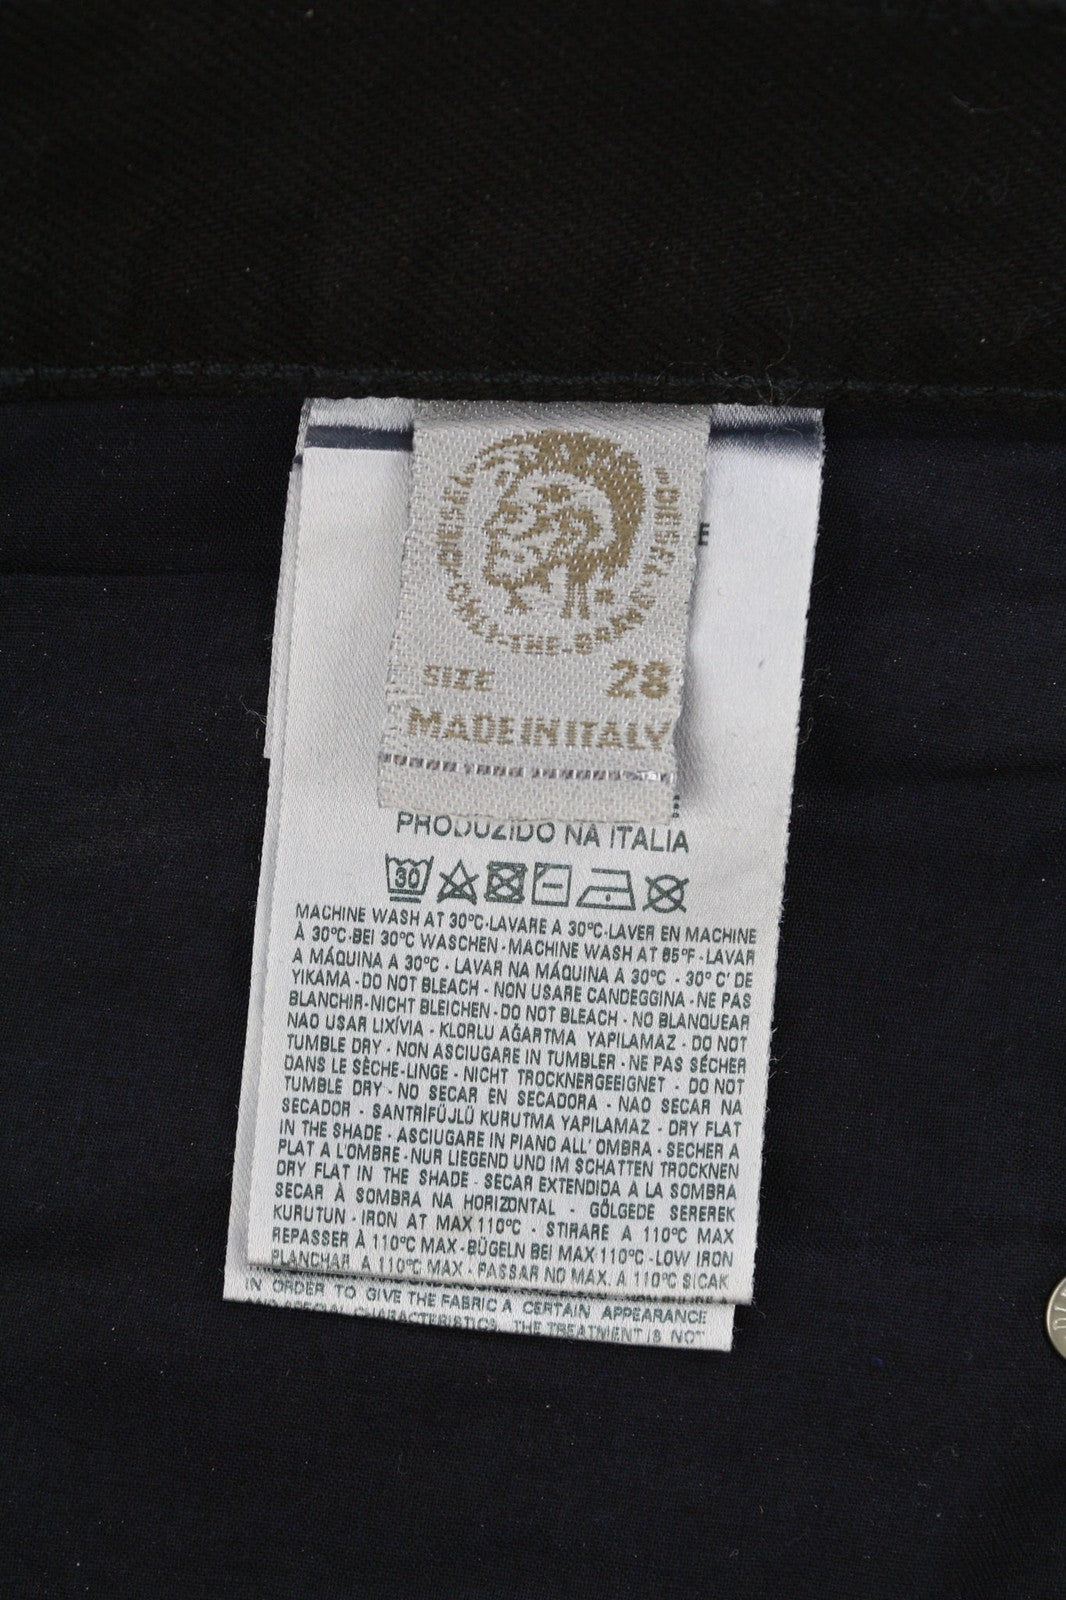 DIESEL·ONLY·THE·BRAVE
E
SIZE 28
MADE IN ITALY
PRODUZIDO NA ITALIA
30
MACHINE WASH AT 30°C-LAVARE A 30°C-LAVER EN MACHINE
À 30°C-BEI 30°C WASCHEN - MACHINE WASH AT 85°F - LAVAR
A MÁQUINA A 30°C - LAVAR NA MÁQUINA A 30°C - 30° C' DE
YIKAMA - DO NOT BLEACH - NON USARE CANDEGGINA - NE PAS
BLANCHIR - NICHT BLEICHEN - DO NOT BLEACH - NO BLANQUEAR
NAO USAR LIXÍVIA - KLORLU AĞARTMA YAPILAMAZ - DO NOT
TUMBLE DRY - NON ASCIUGARE IN TUMBLER - NE PAS SÉCHER
DANS LE SÈCHE-LINGE - NICHT TROCKNERGEEIGNET - DO NOT
TUMBLE DRY - NO SECAR EN SECADORA - NAO SECAR NA
SECADOR - SANTRİFÜJLÜ KURUTMA YAPILAMAZ - DRY FLAT
IN THE SHADE - ASCIUGARE IN PIANO ALL' OMBRA - SECHER A
PLAT A L'OMBRE - NUR LIEGEND UND IM SCHATTEN TROCKNEN
DRY FLAT IN THE SHADE - SECAR EXTENDIDA A LA SOMBRA
SECAR À SOMBRA NA HORIZONTAL - GÖLGEDE SEREREK
KURUTUN - IRON AT MAX 110°C - STIRARE A 110°C MAX
REPASSER À 110°C MAX - BÜGELN BEI MAX 110°C - LOW IRON
PLANCHAR A 110°C MAX - PASSAR NO MAX. A 110°C SICAK
IN ORDER TO GIVE THE FABRIC A CERTAIN APPEARANCE
SPECIAL CHARACTERISTICS, THE TREATMENT IS NOT